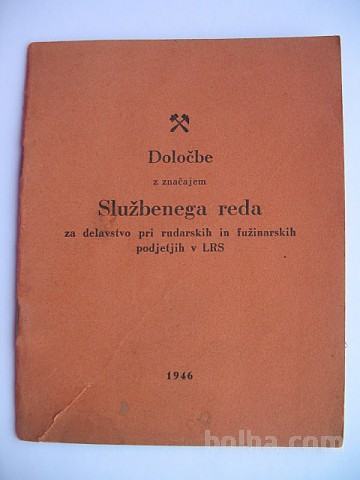 Določbe
z značajem
Službenega reda
za delavstvo pri rudarskih in fužinarskih
podjetjih v LRS
1946
bolha.com